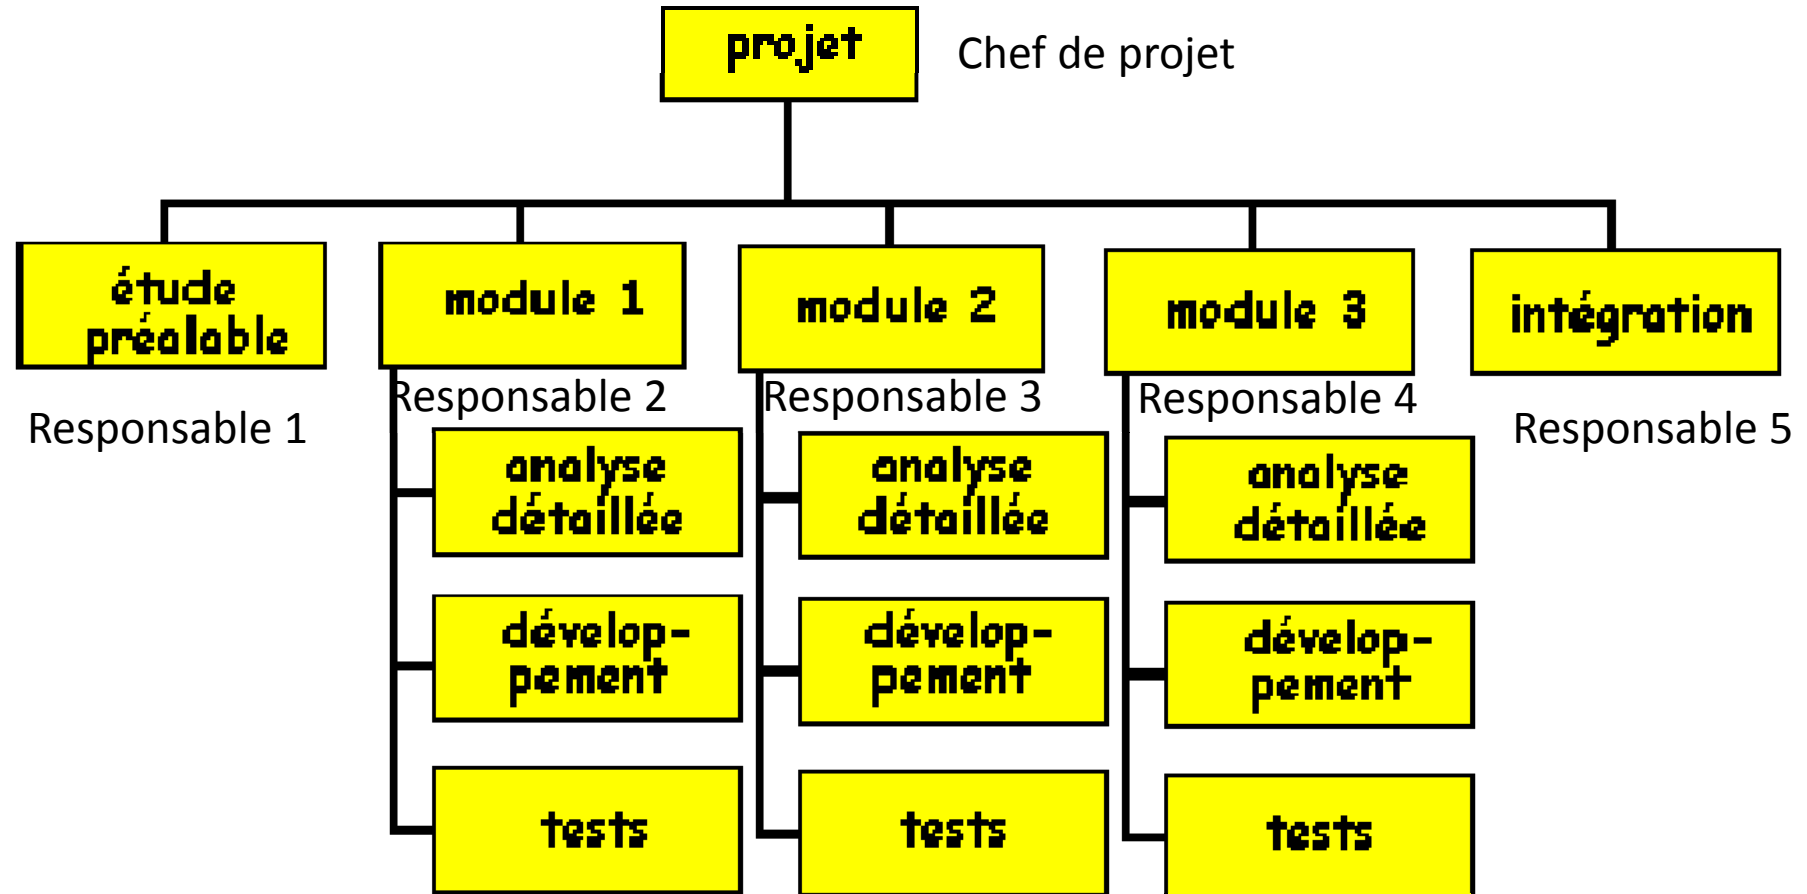 projet
Chef de projet
étude
préalable
module 1
module 2
module 3
intégration
Responsable 1
Responsable 2
Responsable 3
Responsable 4
Responsable 5
analyse
détaillée
analyse
détaillée
analyse
détaillée
dévelop-
pement
dévelop-
pement
dévelop-
pement
tests
tests
tests